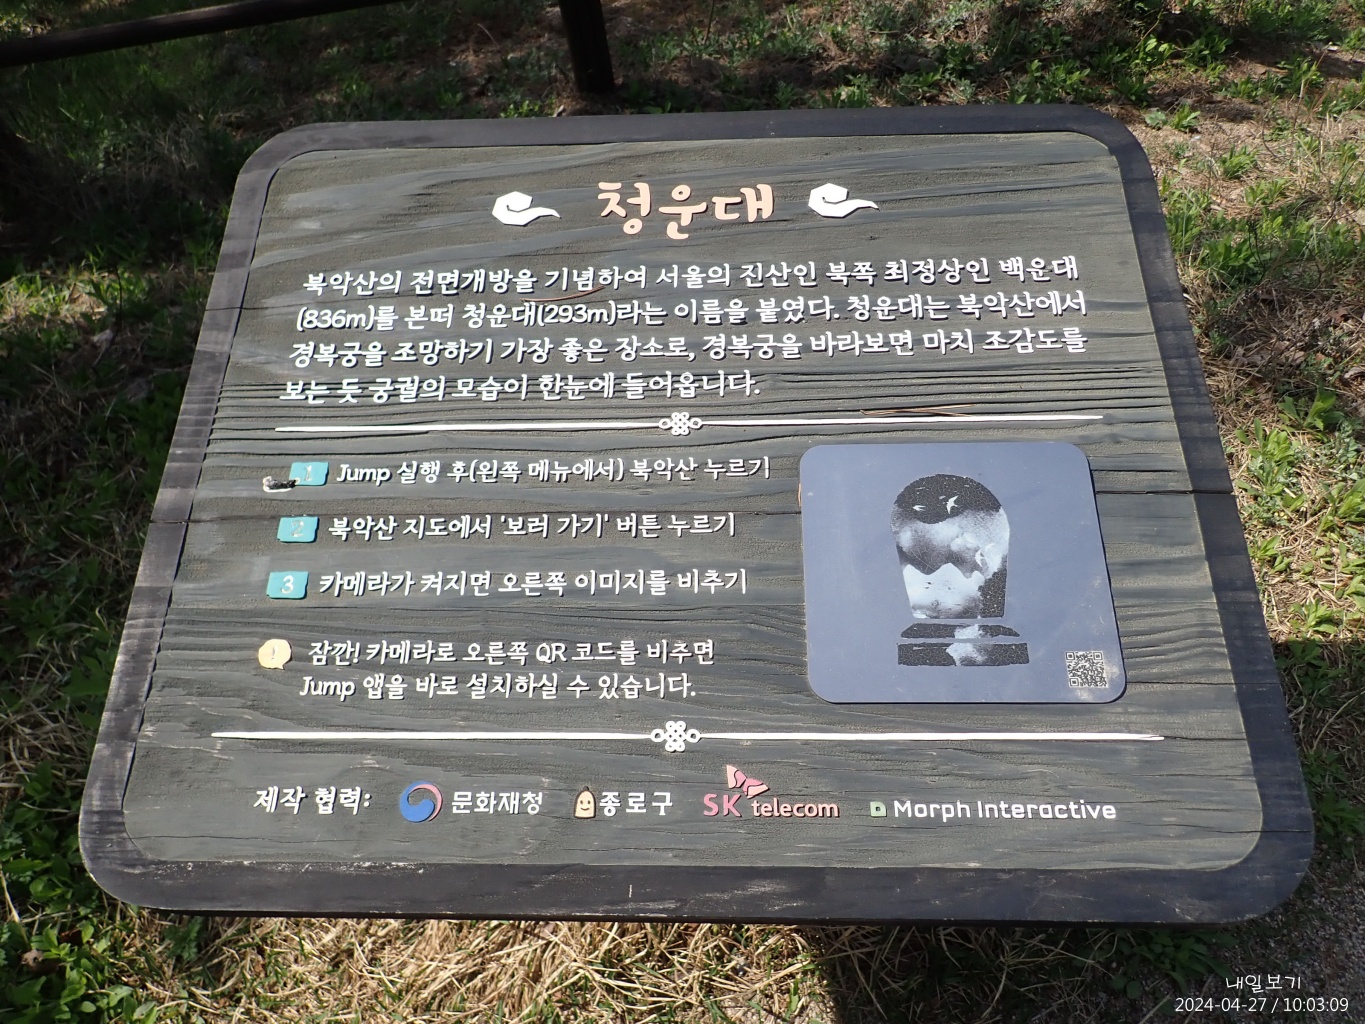 청운대
북악산의 전면개방을 기념하여 서울의 진산인 북쪽 최정상인 백운대
(836m)를 본떠 청운대(293m)라는 이름을 붙였다. 청운대는 북악산에서
경복궁을 조망하기 가장 좋은 장소로, 경복궁을 바라보면 마치 조감도를
보는 듯 궁궐의 모습이 한눈에 들어옵니다.
1 Jump 실행 후(왼쪽 메뉴에서) 북악산 누르기
2 북악산 지도에서 '보러 가기' 버튼 누르기
3 카메라가 켜지면 오른쪽 이미지를 비추기
! 잠깐! 카메라로 오른쪽 QR 코드를 비추면
Jump 앱을 바로 설치하실 수 있습니다.
제작 협력: 문화재청 종로구 SK telecom Morph Interactive
내일보기
2024-04-27 / 10:03:09